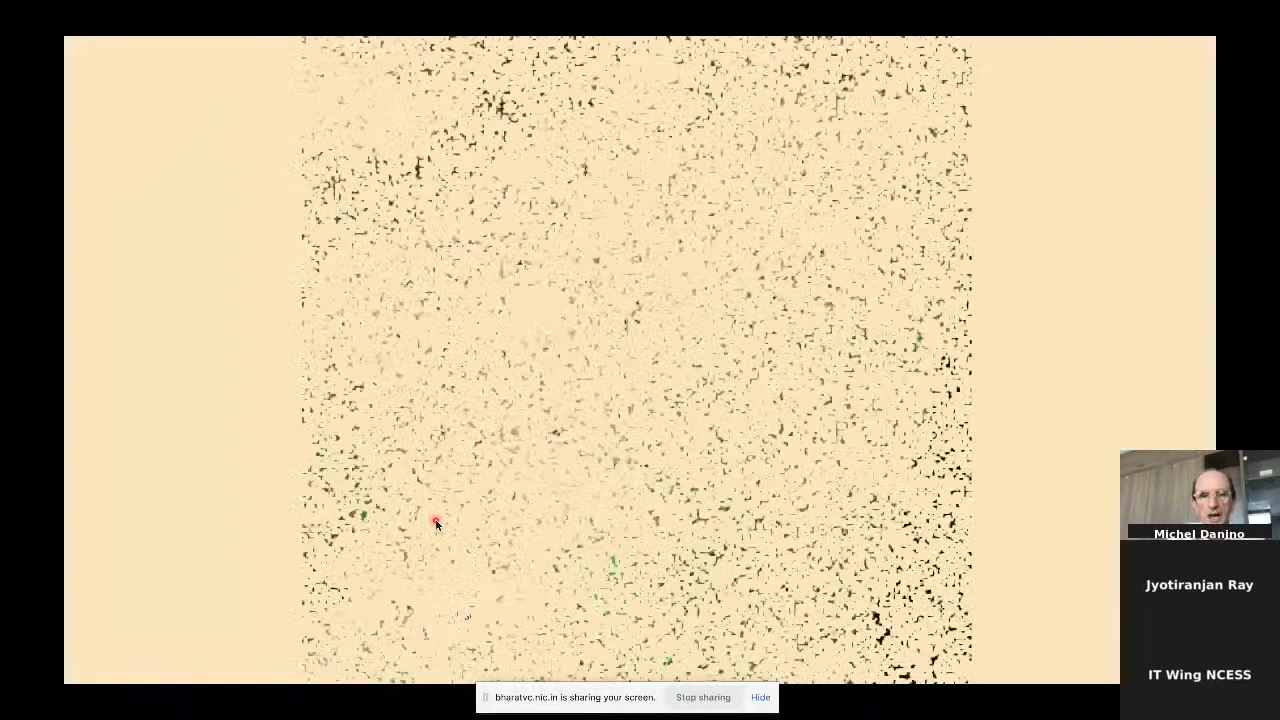 Michel Danino
Jyotiranjan Ray
IT Wing NCESS
bharatvc.nic.in is sharing your screen. Stop sharing Hide